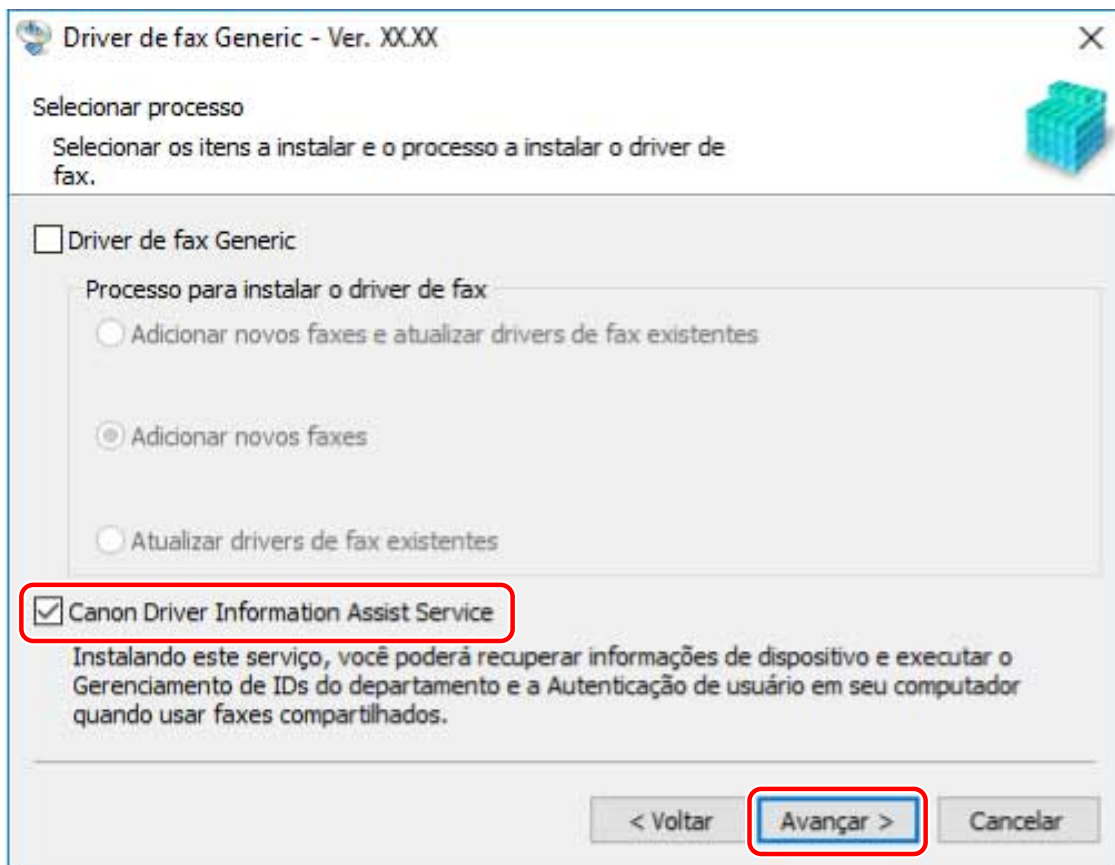 Driver de fax Generic - Ver. XX.XX
Selecionar processo
Selecionar os itens a instalar e o processo a instalar o driver de
fax.
Driver de fax Generic
Processo para instalar o driver de fax
Adicionar novos faxes e atualizar drivers de fax existentes
Adicionar novos faxes
Atualizar drivers de fax existentes
Canon Driver Information Assist Service
Instalando este serviço, você poderá recuperar informações de dispositivo e executar o
Gerenciamento de IDs do departamento e a Autenticação de usuário em seu computador
quando usar faxes compartilhados.
< Voltar Avançar > Cancelar